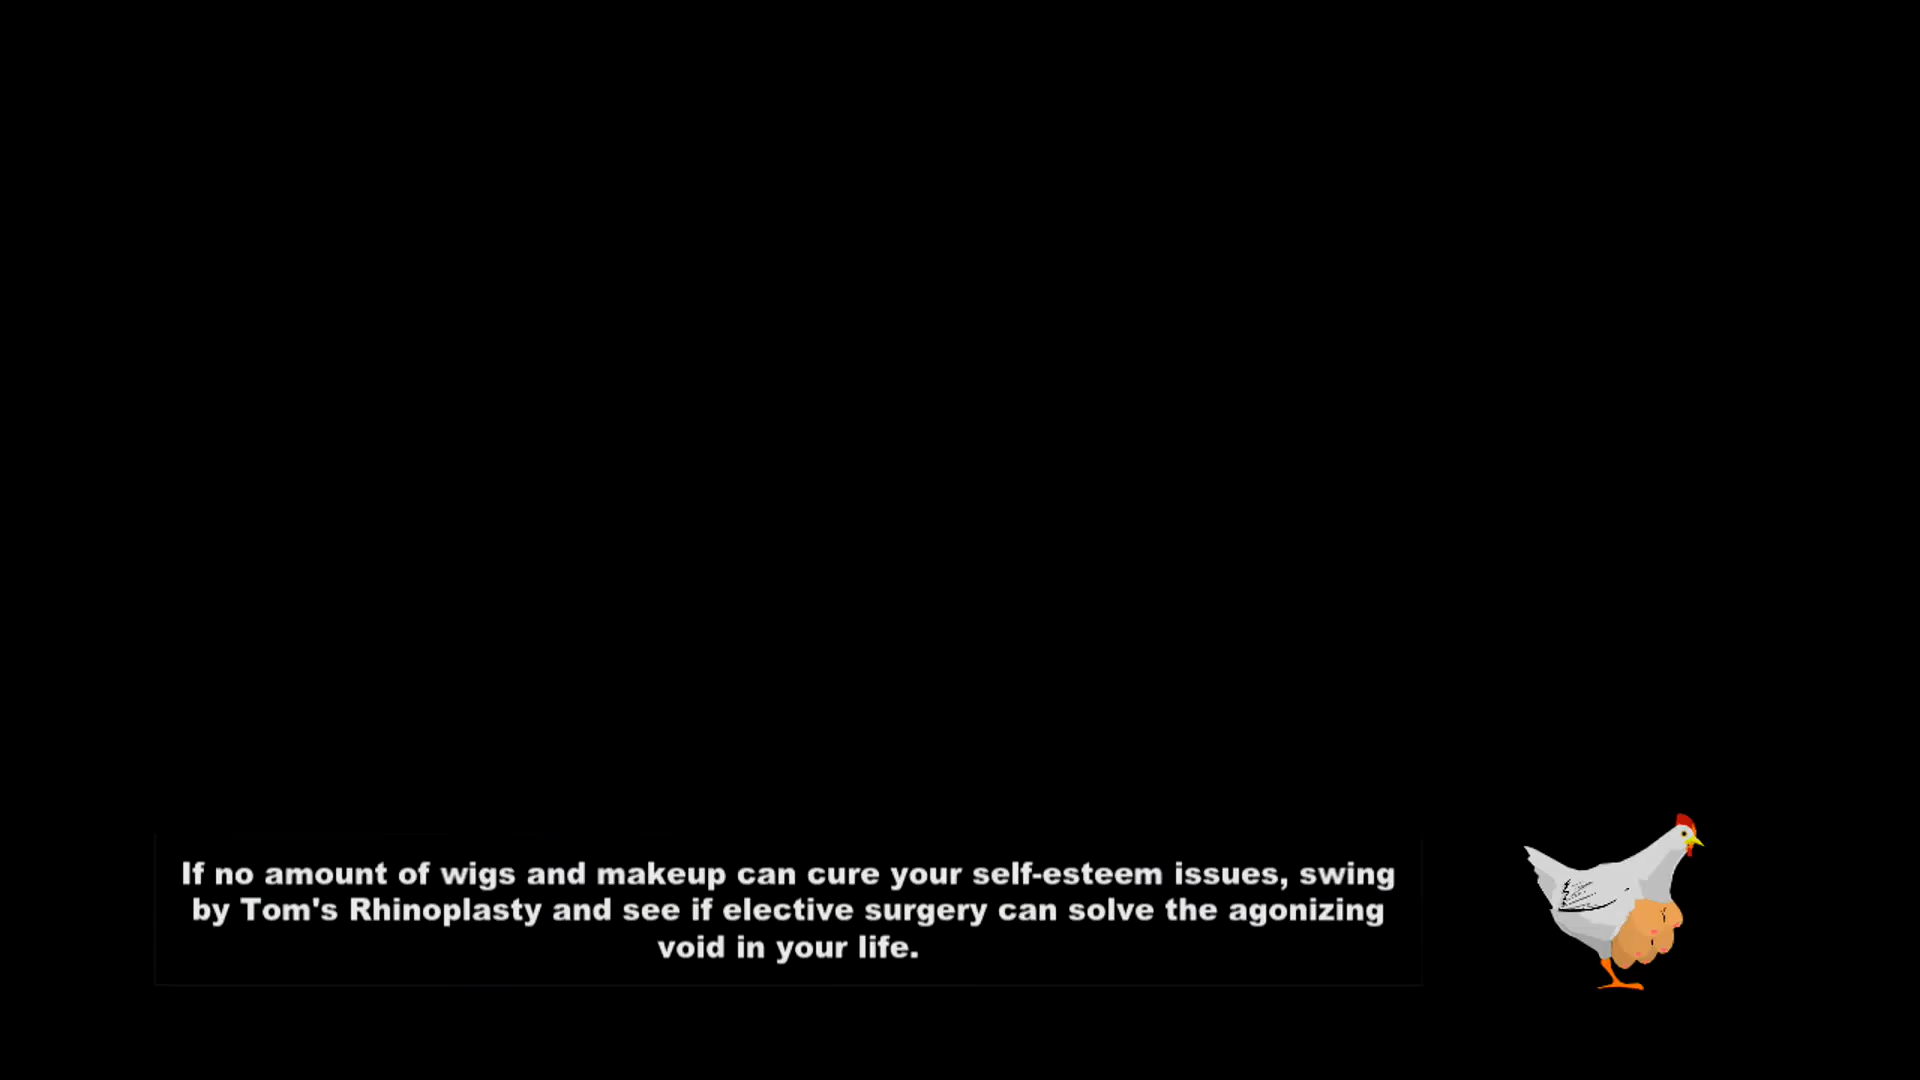 If no amount of wigs and makeup can cure your self-esteem issues, swing
by Tom's Rhinoplasty and see if elective surgery can solve the agonizing
void in your life.